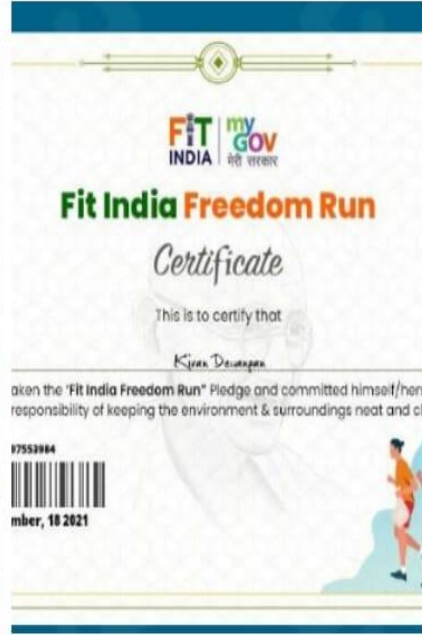 FIT
INDIA
my
GOV
मेरी सरकार
Fit India Freedom Run
Certificate
This is to certify that
Kiran Dewangan
aken the "Fit India Freedom Run" Pledge and committed himself/hers
responsibility of keeping the environment & surroundings neat and cl
97553984
mber, 18 2021